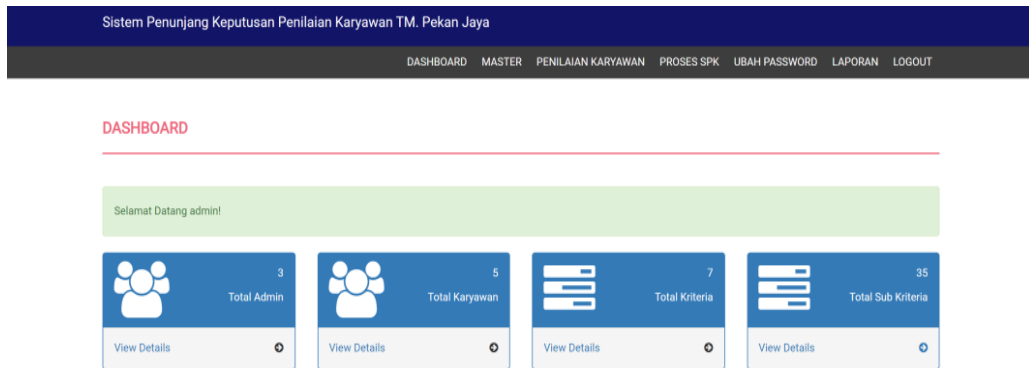 Sistem Penunjang Keputusan Penilaian Karyawan TM. Pekan Jaya
DASHBOARD MASTER PENILAIAN KARYAWAN PROSES SPK UBAH PASSWORD LAPORAN LOGOUT
DASHBOARD
Selamat Datang admin!
3
Total Admin
View Details
5
Total Karyawan
View Details
7
Total Kriteria
View Details
35
Total Sub Kriteria
View Details